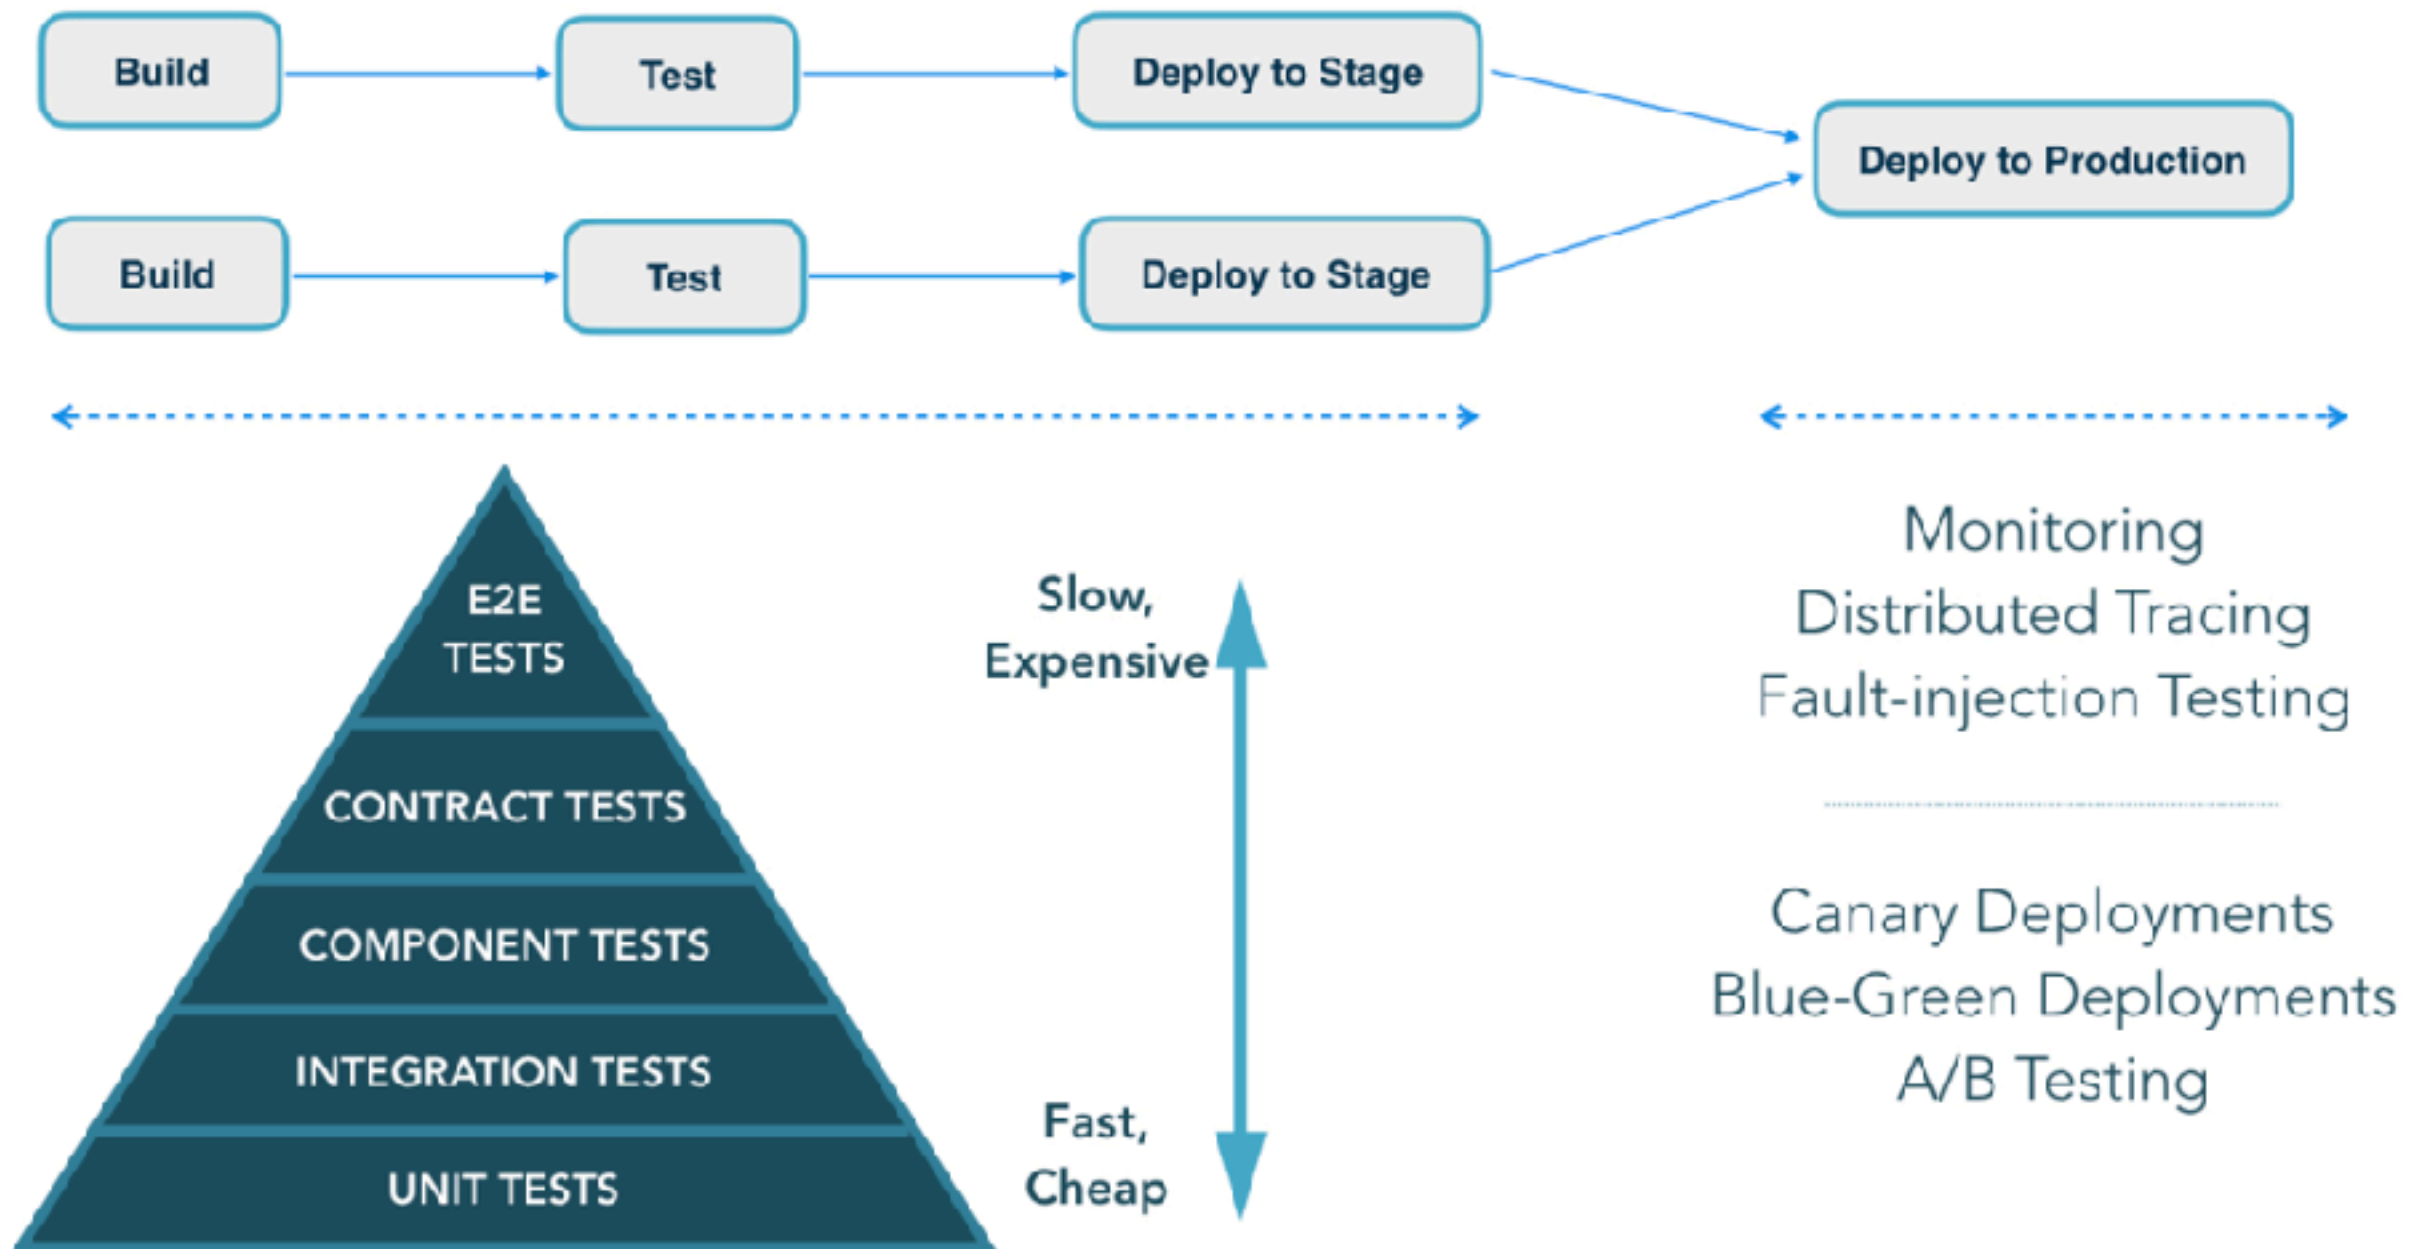 Build
Test
Deploy to Stage
Deploy to Production
Build
Test
Deploy to Stage
E2E
TESTS
CONTRACT TESTS
COMPONENT TESTS
INTEGRATION TESTS
UNIT TESTS
Slow,
Expensive
Fast,
Cheap
Monitoring
Distributed Tracing
Fault-injection Testing
Canary Deployments
Blue-Green Deployments
A/B Testing